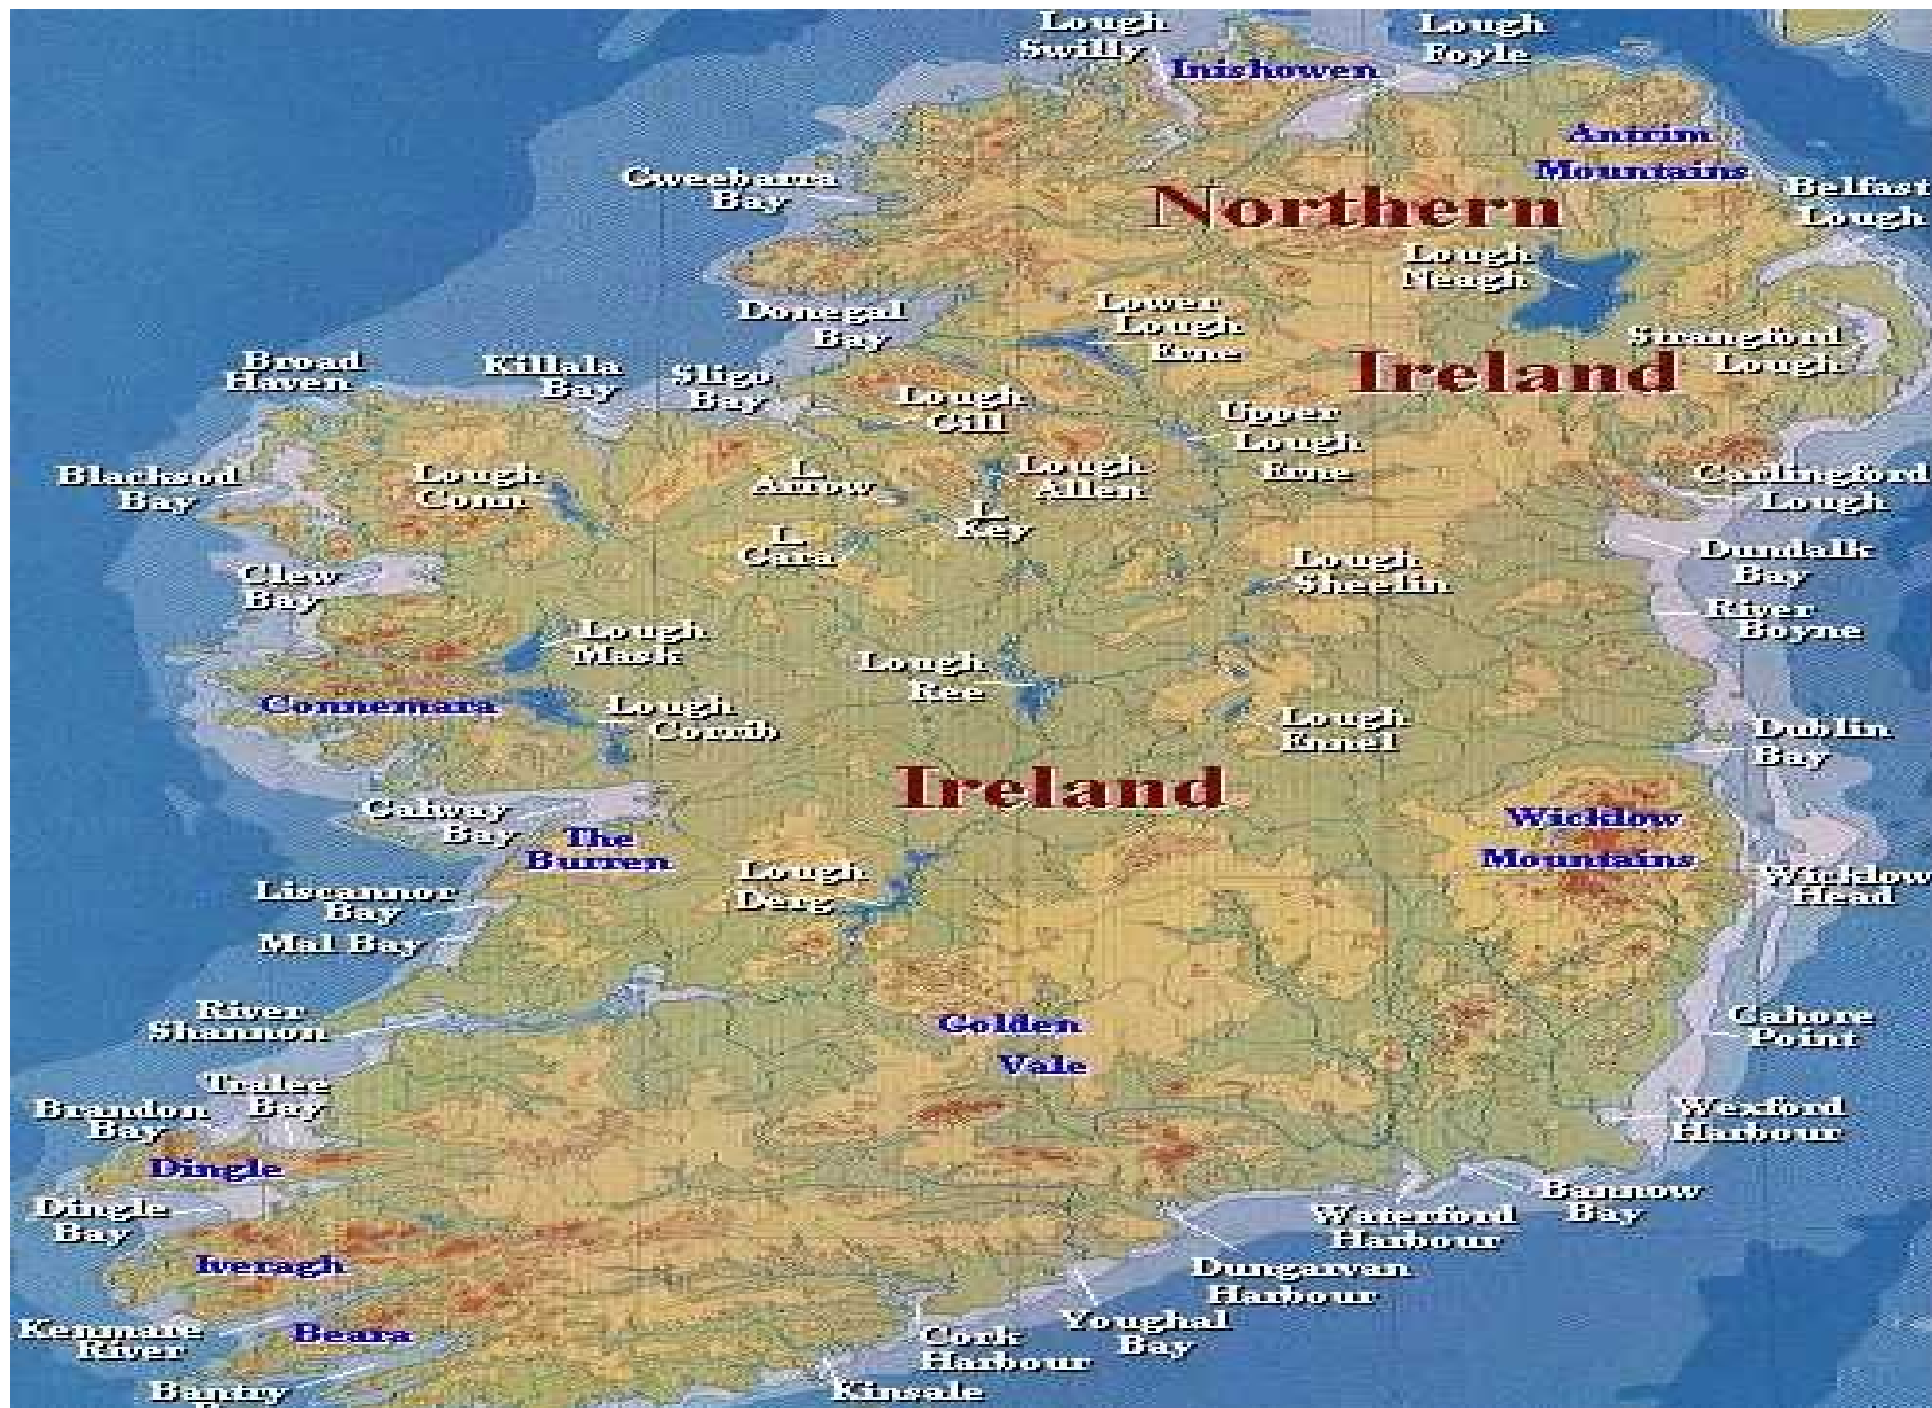 Lough
Swilly
Lough
Foyle
Inishowen
Antrim
Mountains
Gweebarra
Bay
Belfast
Lough
Northern
Lough
Neagh
Donegal
Bay
Lower
Lough
Erne
Strangford
Lough
Ireland
Broad
Haven
Killala
Bay
Sligo
Bay
Lough
Gill
Upper
Lough
Erne
Blacksod
Bay
Lough
Conn
L.
Arrow
Lough
Allen
Carlingford
Lough
L.
Key
L.
Gara
Dundalk
Bay
Clew
Bay
Lough
Sheelin
River
Boyne
Lough
Mask
Lough
Ree
Connemara
Lough
Corrib
Lough
Ennel
Dublin
Bay
Ireland
Galway
Bay
The
Burren
Wicklow
Mountains
Lough
Derg
Wicklow
Head
Liscannor
Bay
Mal Bay
River
Shannon
Golden
Vale
Cahore
Point
Tralee
Bay
Brandon
Bay
Wexford
Harbour
Dingle
Dingle
Bay
Bannow
Bay
Waterford
Harbour
Iveragh
Dungarvan
Harbour
Kenmare
River
Beara
Youghal
Bay
Cork
Harbour
Bantry
Kinsale